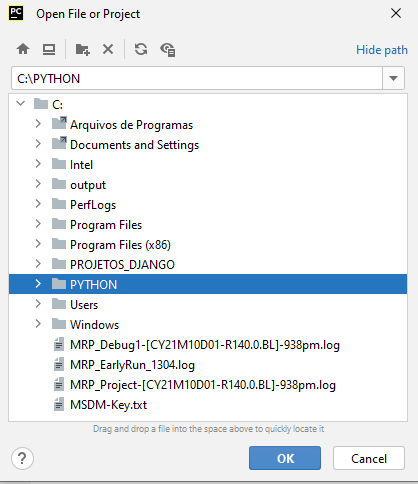 PC
Open File or Project
Hide path
C:\PYTHON
C:
Arquivos de Programas
Documents and Settings
Intel
output
PerfLogs
Program Files
Program Files (x86)
PROJETOS_DJANGO
PYTHON
Users
Windows
MRP_Debug1-[CY21M10D01-R140.0.BL]-938pm.log
MRP_EarlyRun_1304.log
MRP_Project-[CY21M10D01-R140.0.BL]-938pm.log
MSDM-Key.txt
Drag and drop a file into the space above to quickly locate it
?
OK
Cancel